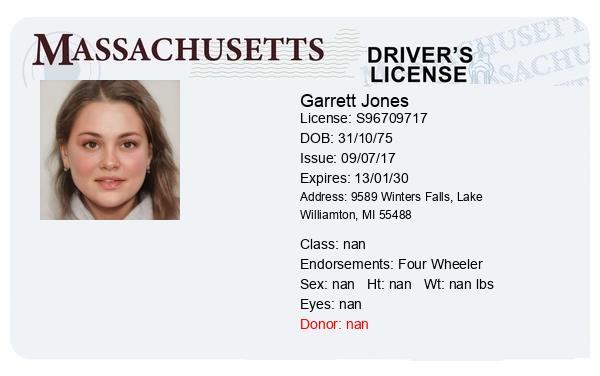 MASSACHUSETTS
DRIVER'S
LICENSE
Garrett Jones
License: S96709717
DOB: 31/10/75
Issue: 09/07/17
Expires: 13/01/30
Address: 9589 Winters Falls, Lake
Williamton, MI 55488
Class: nan
Endorsements: Four Wheeler
Sex: nan Ht: nan Wt: nan lbs
Eyes: nan
Donor: nan